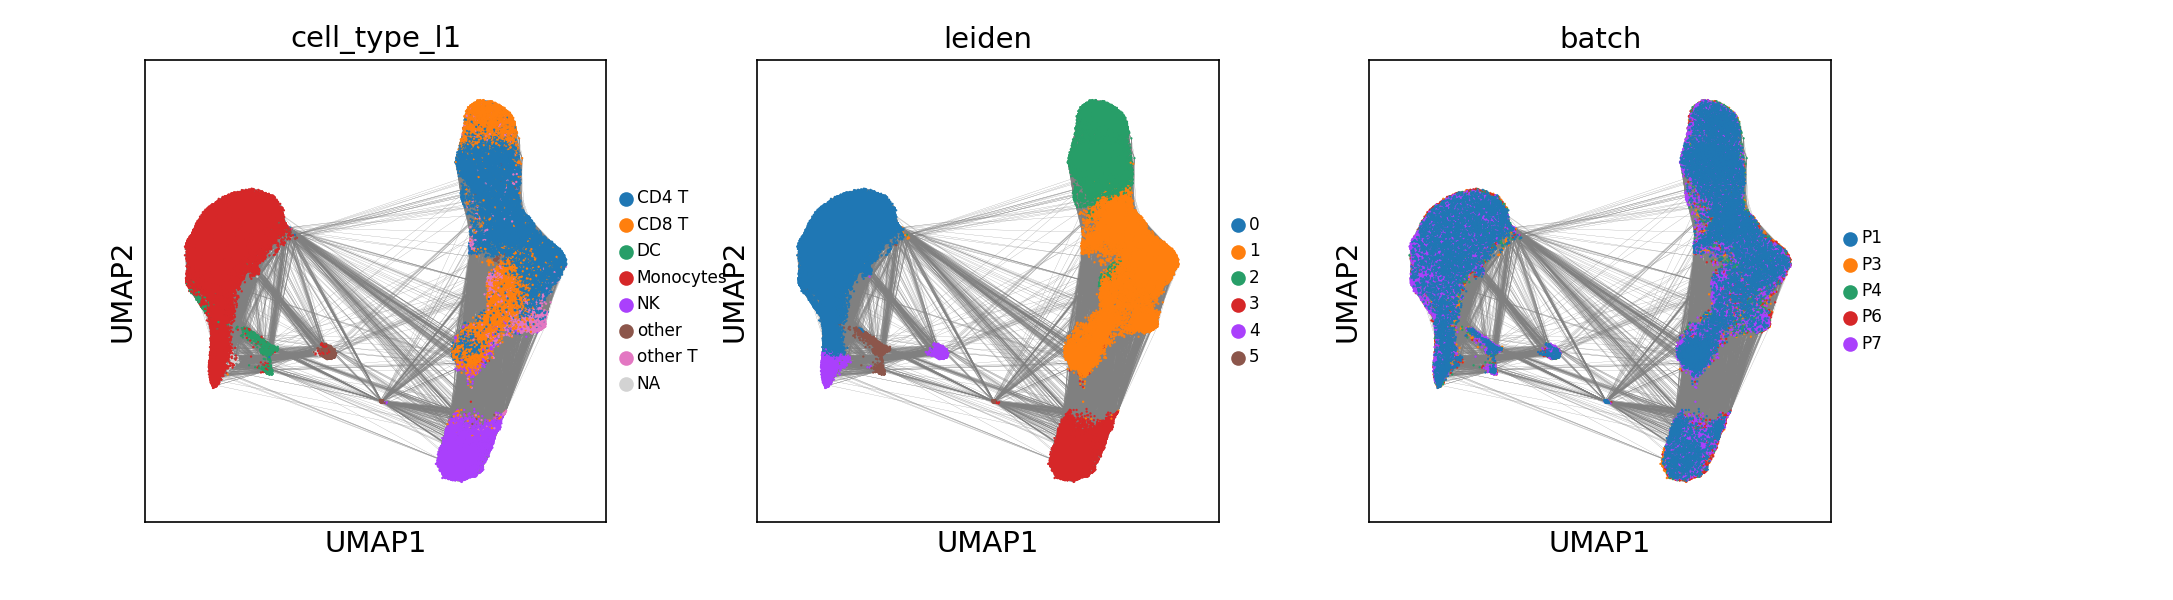 cell_type_l1
UMAP2
UMAP1
CD4 T
CD8 T
DC
Monocytes
NK
other
other T
NA
leiden
UMAP2
UMAP1
0
1
2
3
4
5
batch
UMAP2
UMAP1
P1
P3
P4
P6
P7